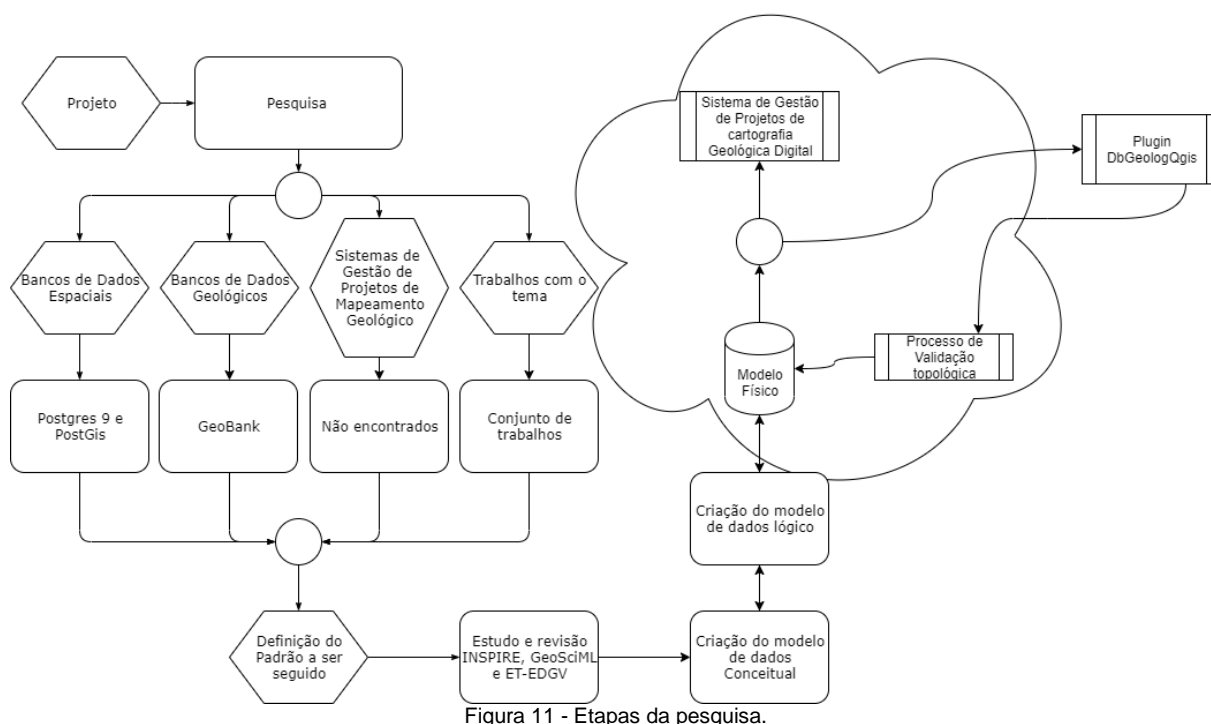 Projeto
Pesquisa
Bancos de Dados
Espaciais
Bancos de Dados
Geológicos
Sistemas de
Gestão de
Projetos de
Mapeamento
Geológico
Trabalhos com o
tema
Postgres 9 e
PostGis
GeoBank
Não encontrados
Conjunto de
trabalhos
Definição do
Padrão a ser
seguido
Estudo e revisão
INSPIRE, GeoSciML
e ET-EDGV
Criação do modelo
de dados
Conceitual
Criação do modelo
de dados lógico
Modelo
Físico
Sistema de Gestão
de Projetos de
cartografia
Geológica Digital
Plugin
DbGeologQgis
Processo de
Validação
topológica
Figura 11 - Etapas da pesquisa.